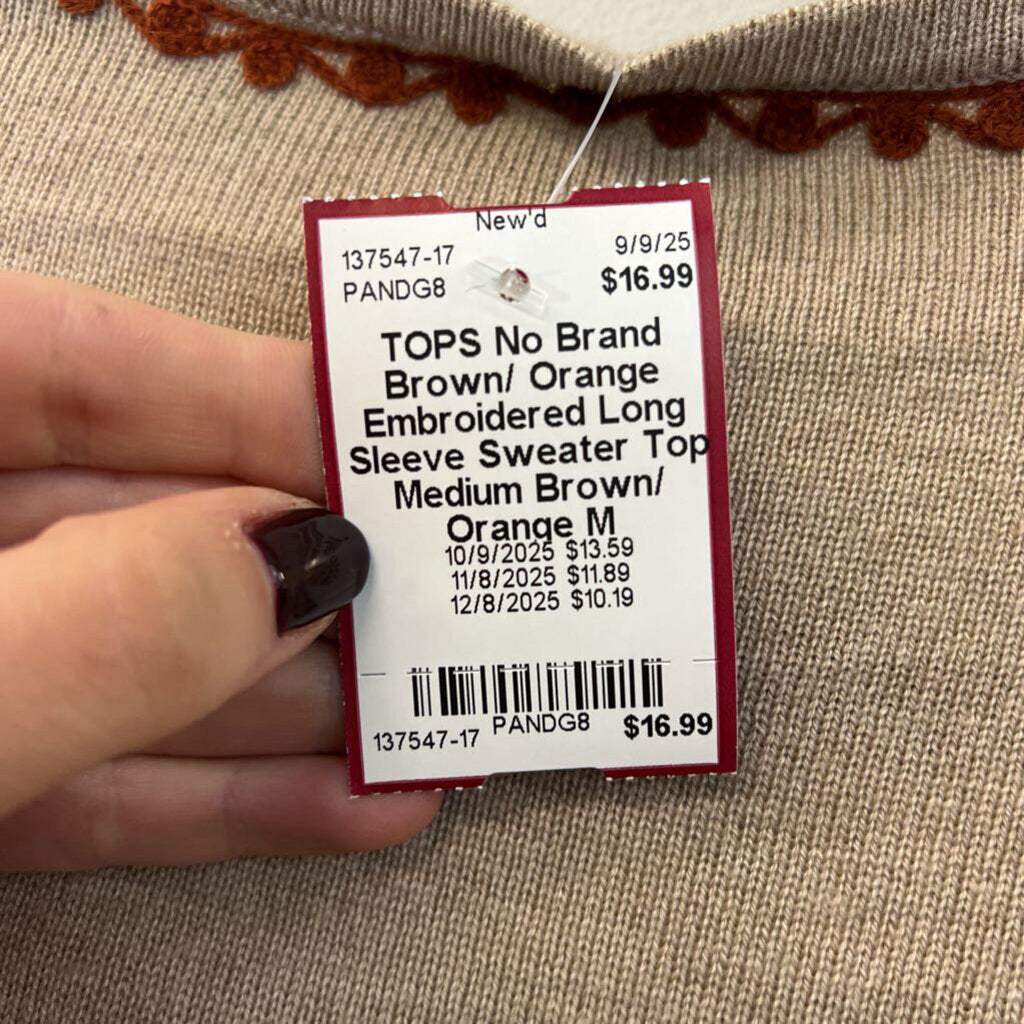 New'd
137547-17 9/9/25
PANDG8 $16.99
TOPS No Brand
Brown/ Orange
Embroidered Long
Sleeve Sweater Top
Medium Brown/
Orange M
10/9/2025 $13.59
11/8/2025 $11.89
12/8/2025 $10.19
137547-17 PANDG8 $16.99